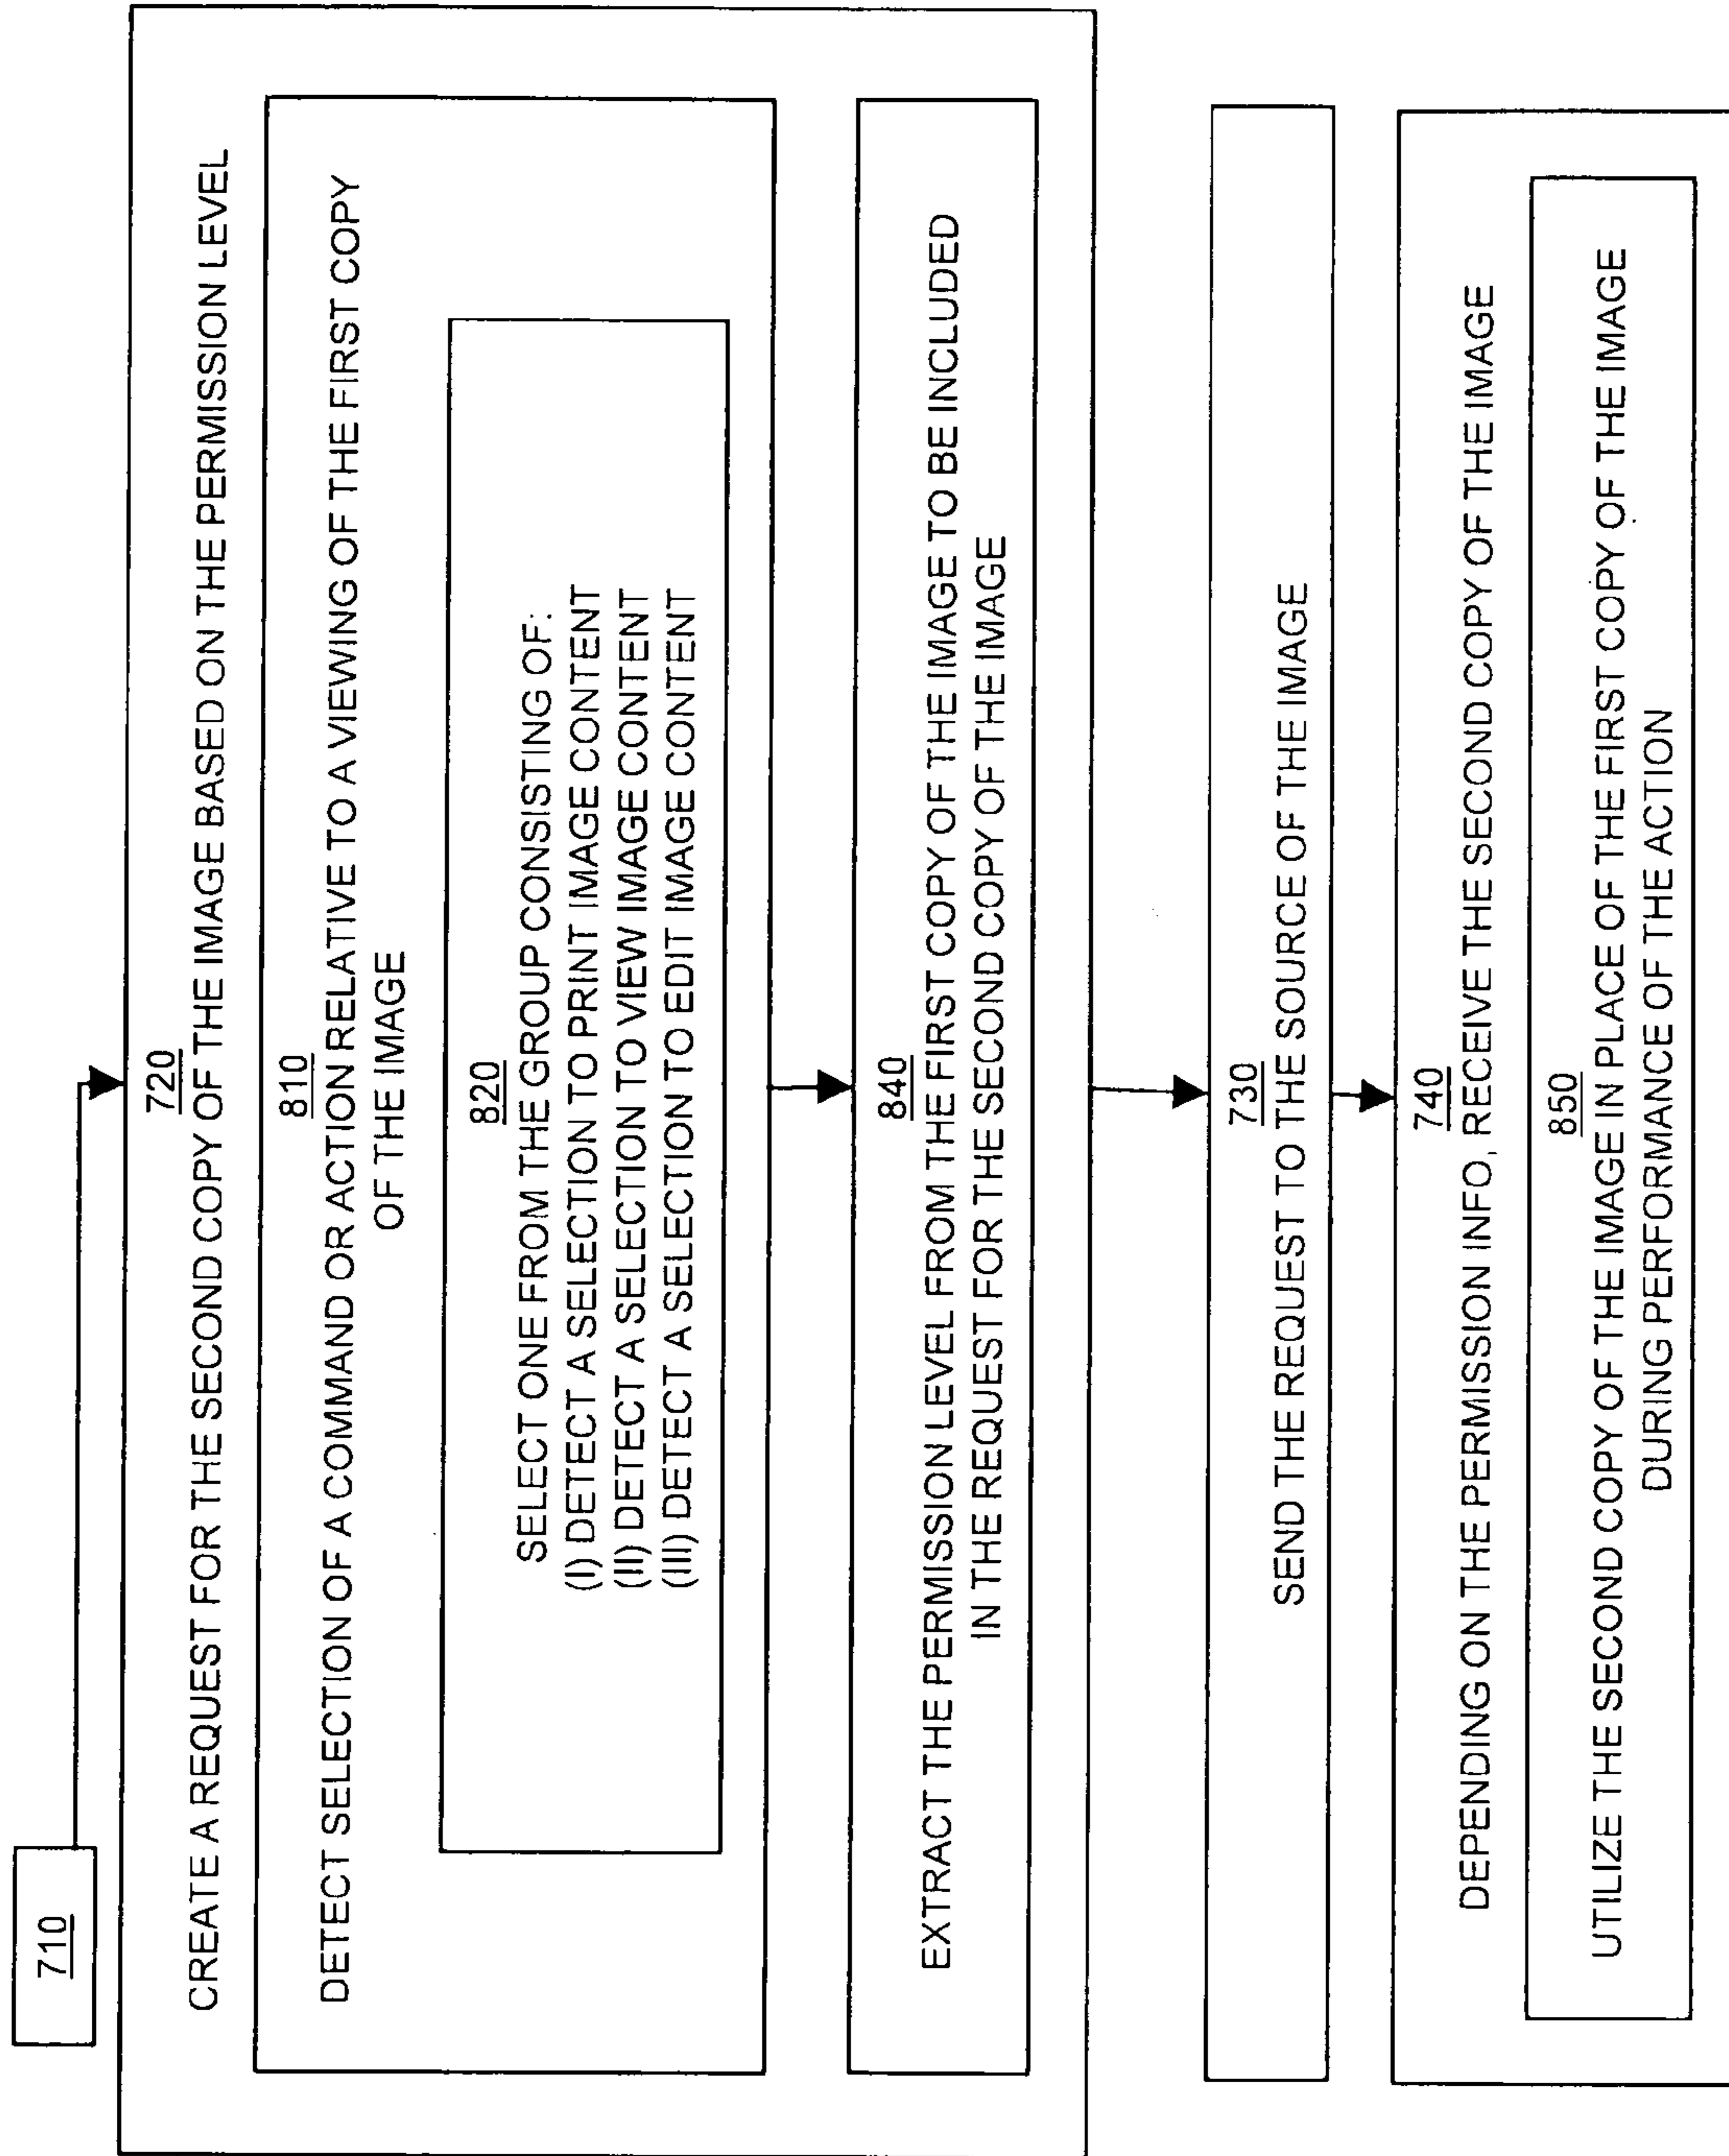 710
720
CREATE A REQUEST FOR THE SECOND COPY OF THE IMAGE BASED ON THE PERMISSION LEVEL
810
DETECT SELECTION OF A COMMAND OR ACTION RELATIVE TO A VIEWING OF THE FIRST COPY
OF THE IMAGE
820
SELECT ONE FROM THE GROUP CONSISTING OF:
(I) DETECT A SELECTION TO PRINT IMAGE CONTENT
(II) DETECT A SELECTION TO VIEW IMAGE CONTENT
(III) DETECT A SELECTION TO EDIT IMAGE CONTENT
840
EXTRACT THE PERMISSION LEVEL FROM THE FIRST COPY OF THE IMAGE TO BE INCLUDED
IN THE REQUEST FOR THE SECOND COPY OF THE IMAGE
730
SEND THE REQUEST TO THE SOURCE OF THE IMAGE
740
DEPENDING ON THE PERMISSION INFO, RECEIVE THE SECOND COPY OF THE IMAGE
850
UTILIZE THE SECOND COPY OF THE IMAGE IN PLACE OF THE FIRST COPY OF THE IMAGE
DURING PERFORMANCE OF THE ACTION